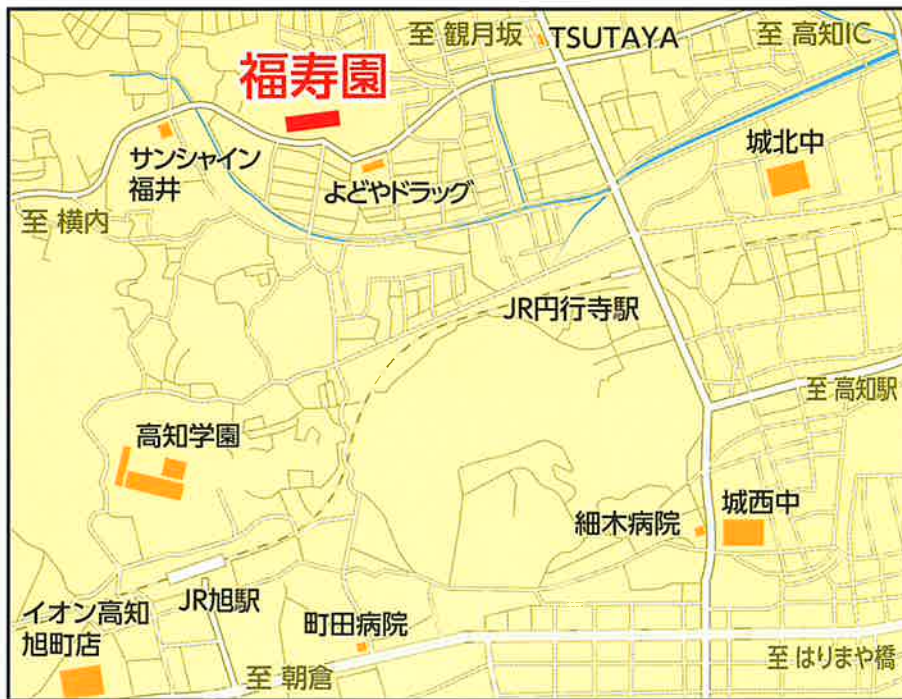 至 観月坂
TSUTAYA
至 高知IC
福寿園
サンシャイン
福井
よどやドラッグ
城北中
至 横内
JR円行寺駅
至 高知駅
高知学園
細木病院
城西中
JR旭駅
イオン高知
旭町店
町田病院
至 朝倉
至 はりまや橋